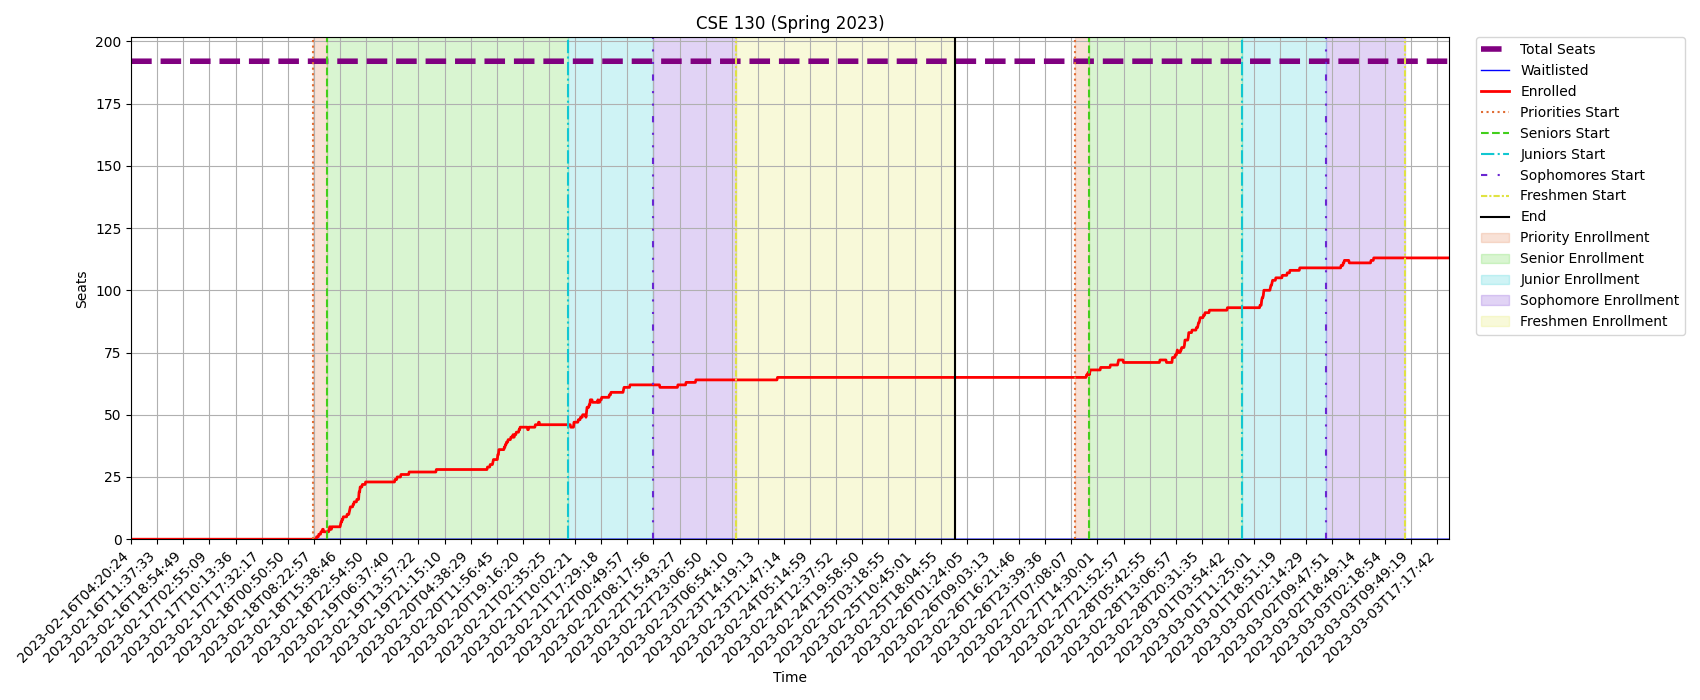 CSE 130 (Spring 2023)
200
175
150
125
100
75
50
25
0
Seats
2023-02-16T04:20:24
2023-02-16T11:37:33
2023-02-16T18:54:49
2023-02-17T02:55:09
2023-02-17T10:13:36
2023-02-17T17:32:17
2023-02-18T00:50:50
2023-02-18T08:22:57
2023-02-18T15:38:46
2023-02-18T22:54:50
2023-02-19T06:37:40
2023-02-19T13:57:22
2023-02-19T21:15:10
2023-02-20T04:38:29
2023-02-20T11:56:45
2023-02-20T19:16:20
2023-02-21T02:35:25
2023-02-21T10:02:21
2023-02-21T17:29:18
2023-02-22T00:49:57
2023-02-22T08:17:56
2023-02-22T15:43:27
2023-02-22T23:06:50
2023-02-23T06:54:10
2023-02-23T14:19:13
2023-02-23T21:47:14
2023-02-24T05:14:59
2023-02-24T12:37:52
2023-02-24T19:58:50
2023-02-25T03:18:55
2023-02-25T10:45:01
2023-02-25T18:04:55
2023-02-26T01:24:05
2023-02-26T09:03:13
2023-02-26T16:21:46
2023-02-26T23:39:36
2023-02-27T07:08:07
2023-02-27T14:30:01
2023-02-27T21:52:57
2023-02-28T05:42:55
2023-02-28T13:06:57
2023-02-28T20:31:35
2023-03-01T03:54:42
2023-03-01T11:25:01
2023-03-01T18:51:19
2023-03-02T02:14:29
2023-03-02T09:47:51
2023-03-02T18:49:14
2023-03-03T02:18:54
2023-03-03T09:49:19
2023-03-03T17:17:42
Time
Total Seats
Waitlisted
Enrolled
Priorities Start
Seniors Start
Juniors Start
Sophomores Start
Freshmen Start
End
Priority Enrollment
Senior Enrollment
Junior Enrollment
Sophomore Enrollment
Freshmen Enrollment